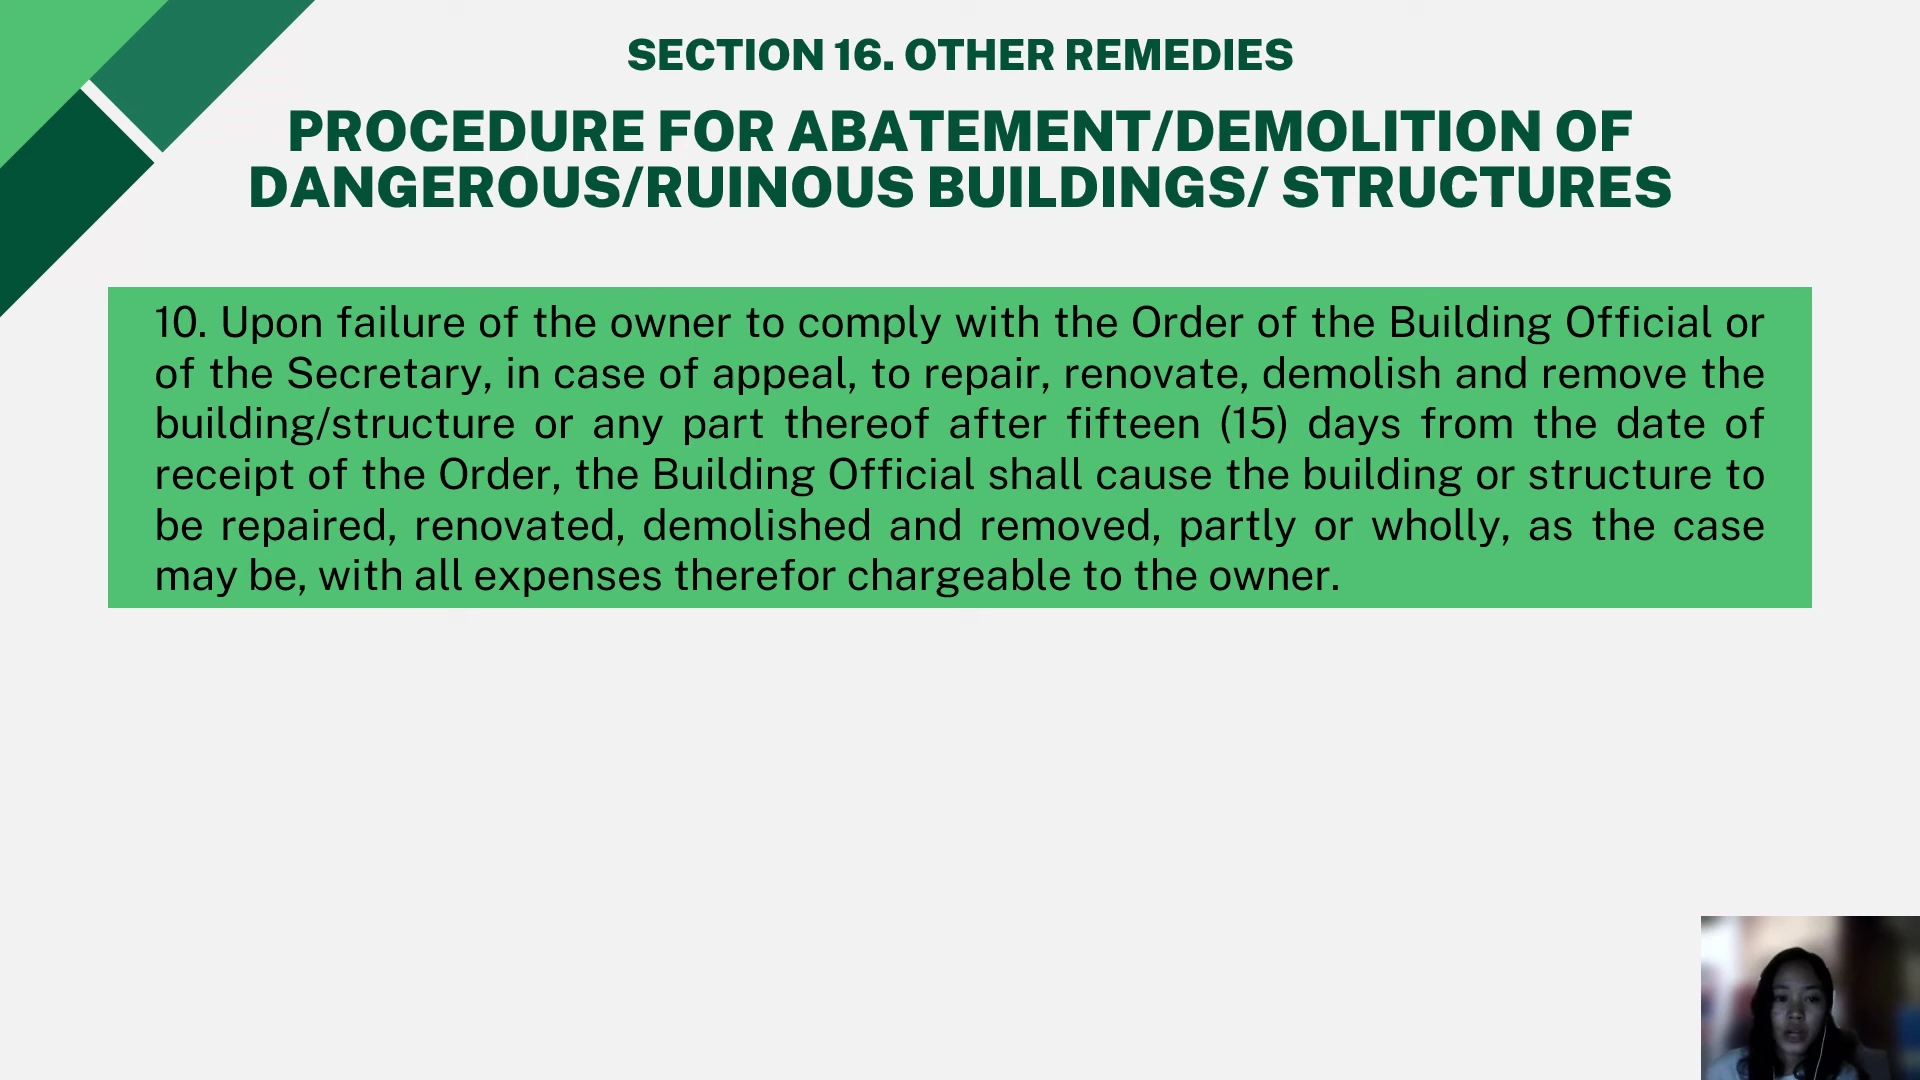 SECTION 16. OTHER REMEDIES
PROCEDURE FOR ABATEMENT/DEMOLITION OF
DANGEROUS/RUINOUS BUILDINGS/ STRUCTURES
10. Upon failure of the owner to comply with the Order of the Building Official or
of the Secretary, in case of appeal, to repair, renovate, demolish and remove the
building/structure or any part thereof after fifteen (15) days from the date of
receipt of the Order, the Building Official shall cause the building or structure to
be repaired, renovated, demolished and removed, partly or wholly, as the case
may be, with all expenses therefor chargeable to the owner.